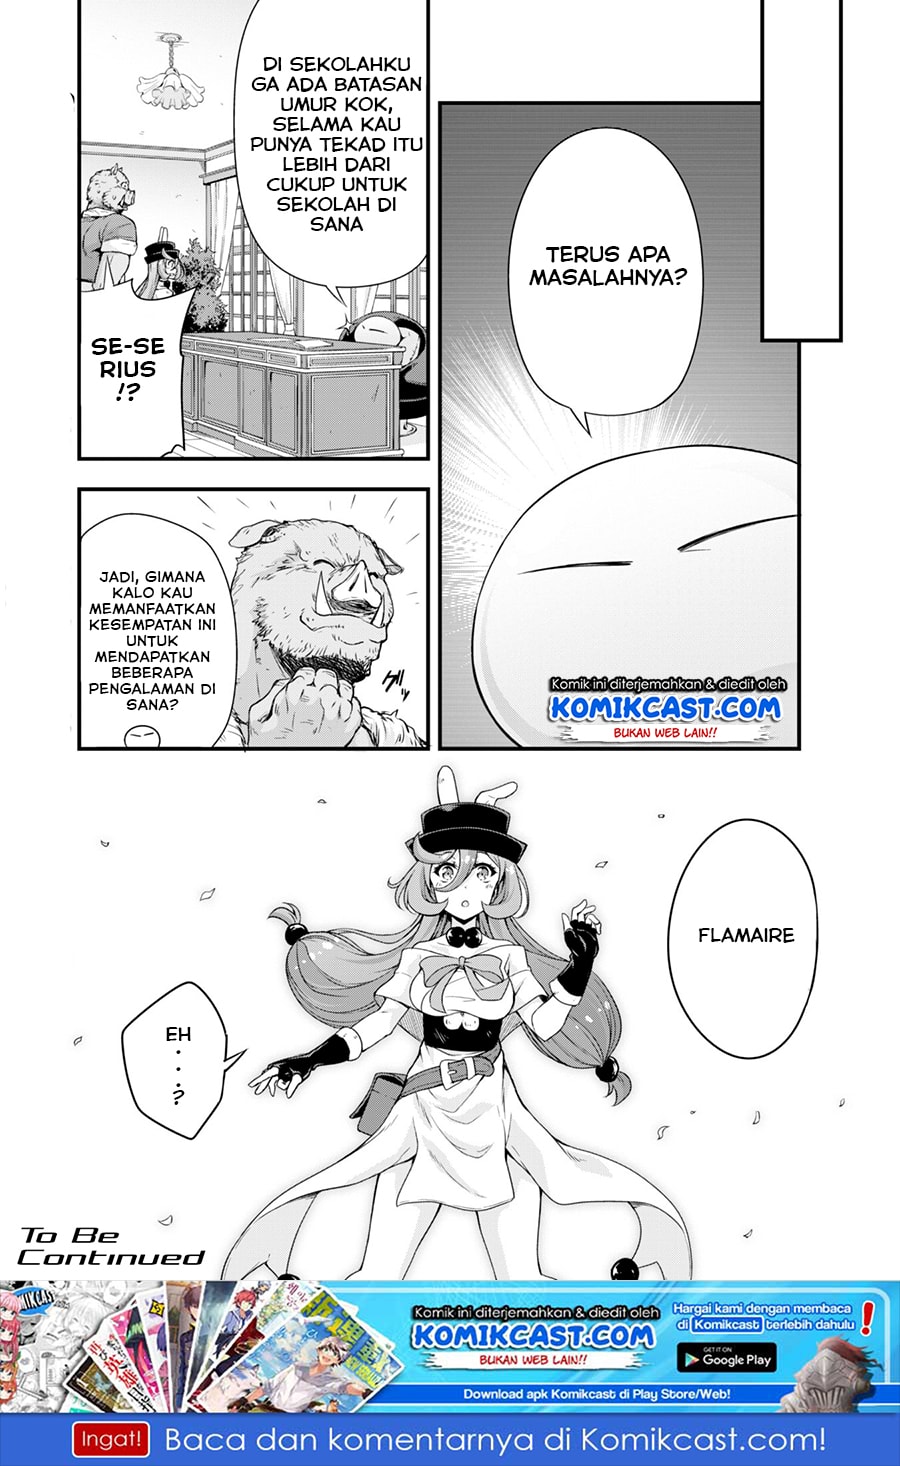 TERUS APA
MASALAHNYA?
Komik ini diterjemahkan & diedit oleh
KOMIKCAST.COM
BUKAN WEB LAIN!!
DI SEKOLAHKU
GA ADA BATASAN
UMUR KOK,
SELAMA KAU
PUNYA TEKAD ITU
LEBIH DARI
CUKUP UNTUK
SEKOLAH DI
SANA
SE-SE
RIUS
!?
JADI, GIMANA
KALO KAU
MEMANFAATKAN
KESEMPATAN INI
UNTUK
MENDAPATKAN
BEBERAPA
PENGALAMAN DI
SANA?
FLAMAIRE
EH
・
・
・
?
To Be
Continued
Komik ini diterjemahkan & diedit oleh
KOMIKCAST.COM
BUKAN WEB LAIN!!
Hargai kami dengan membaca
di Komikcast terlebih dahulu !
GET IT ON
Google Play
Download apk Komikcast di Play Store/Web!
Ingat! Baca dan komentarnya di Komikcast.com!